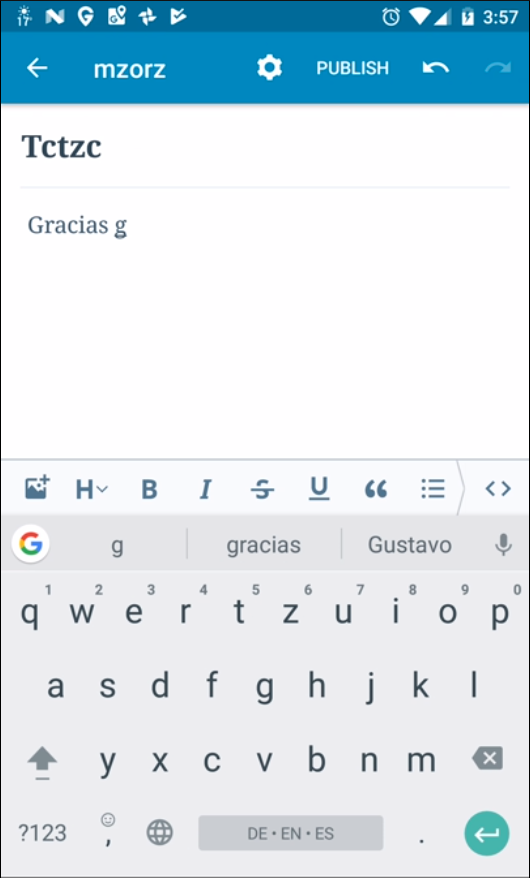 17° 3:57
mzorz PUBLISH
Tctzc
Gracias g
H B I S U
g gracias Gustavo
1 2 3 4 5 6 7 8 9 0
q w e r t z u i o p
a s d f g h j k l
y x c v b n m
?123 , DE • EN • ES .